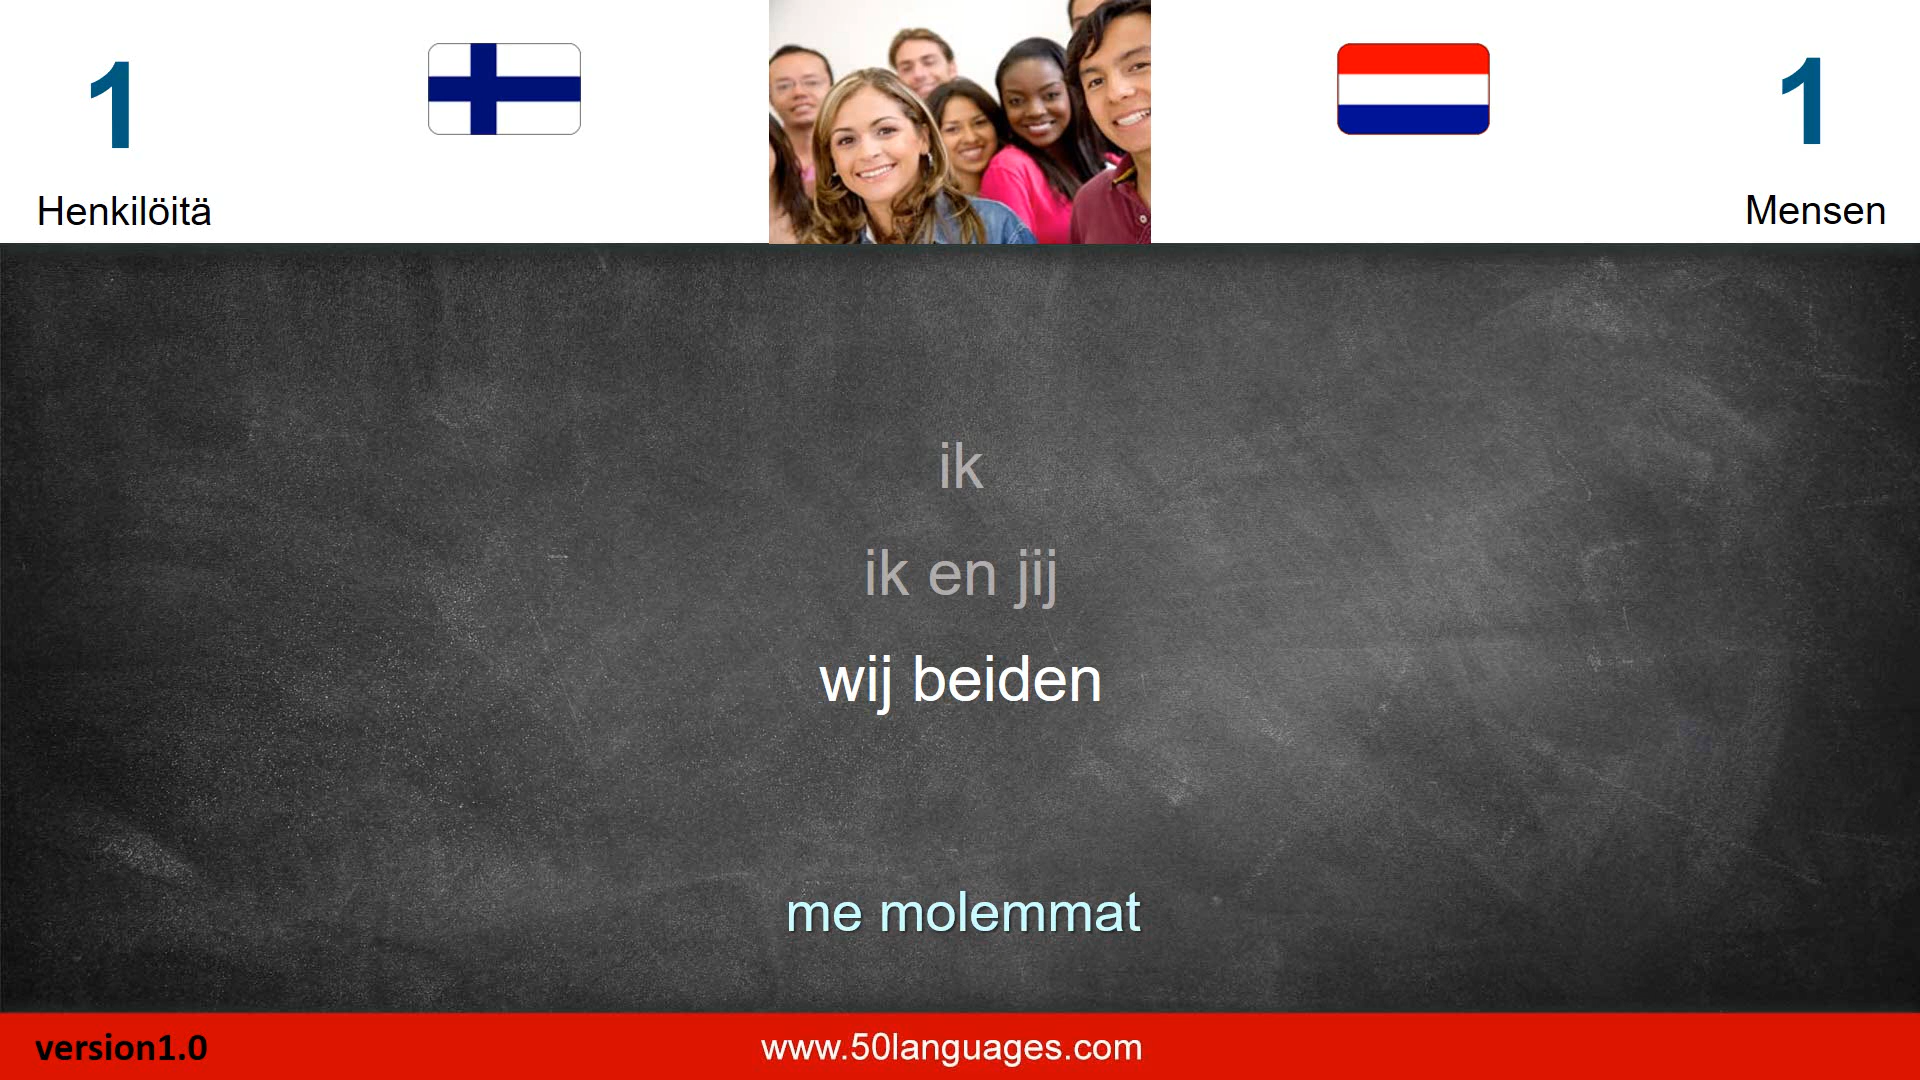 1
1
Henkilöitä
Mensen
ik
ik en jij
wij beiden
me molemmat
version1.0
www.50languages.com